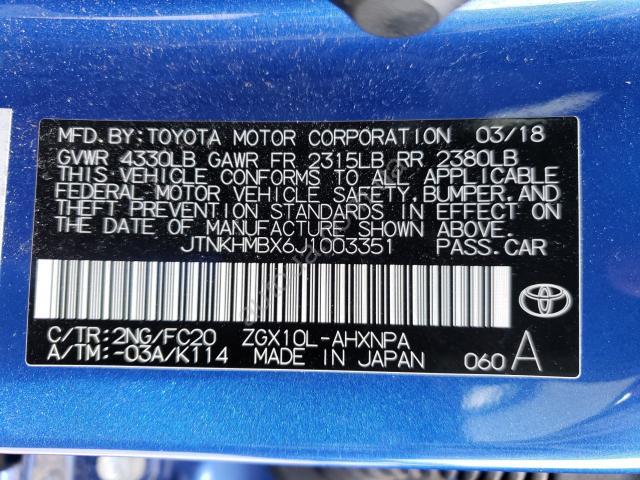 MFD. BY: TOYOTA MOTOR CORPORATION 03/18
GVWR 4330LB GAWR FR 2315LB RR 2380LB
THIS VEHICLE CONFORMS TO ALL APPLICABLE
FEDERAL MOTOR VEHICLE SAFETY, BUMPER, AND
THEFT PREVENTION STANDARDS IN EFFECT ON
THE DATE OF MANUFACTURE SHOWN ABOVE.
JTNKHMBX6J1003351 PASS. CAR
C/TR: 2NG/FC20 ZGX10L-AHXNPA
A/TM: -03A/K114 MADE IN JAPAN 060 A